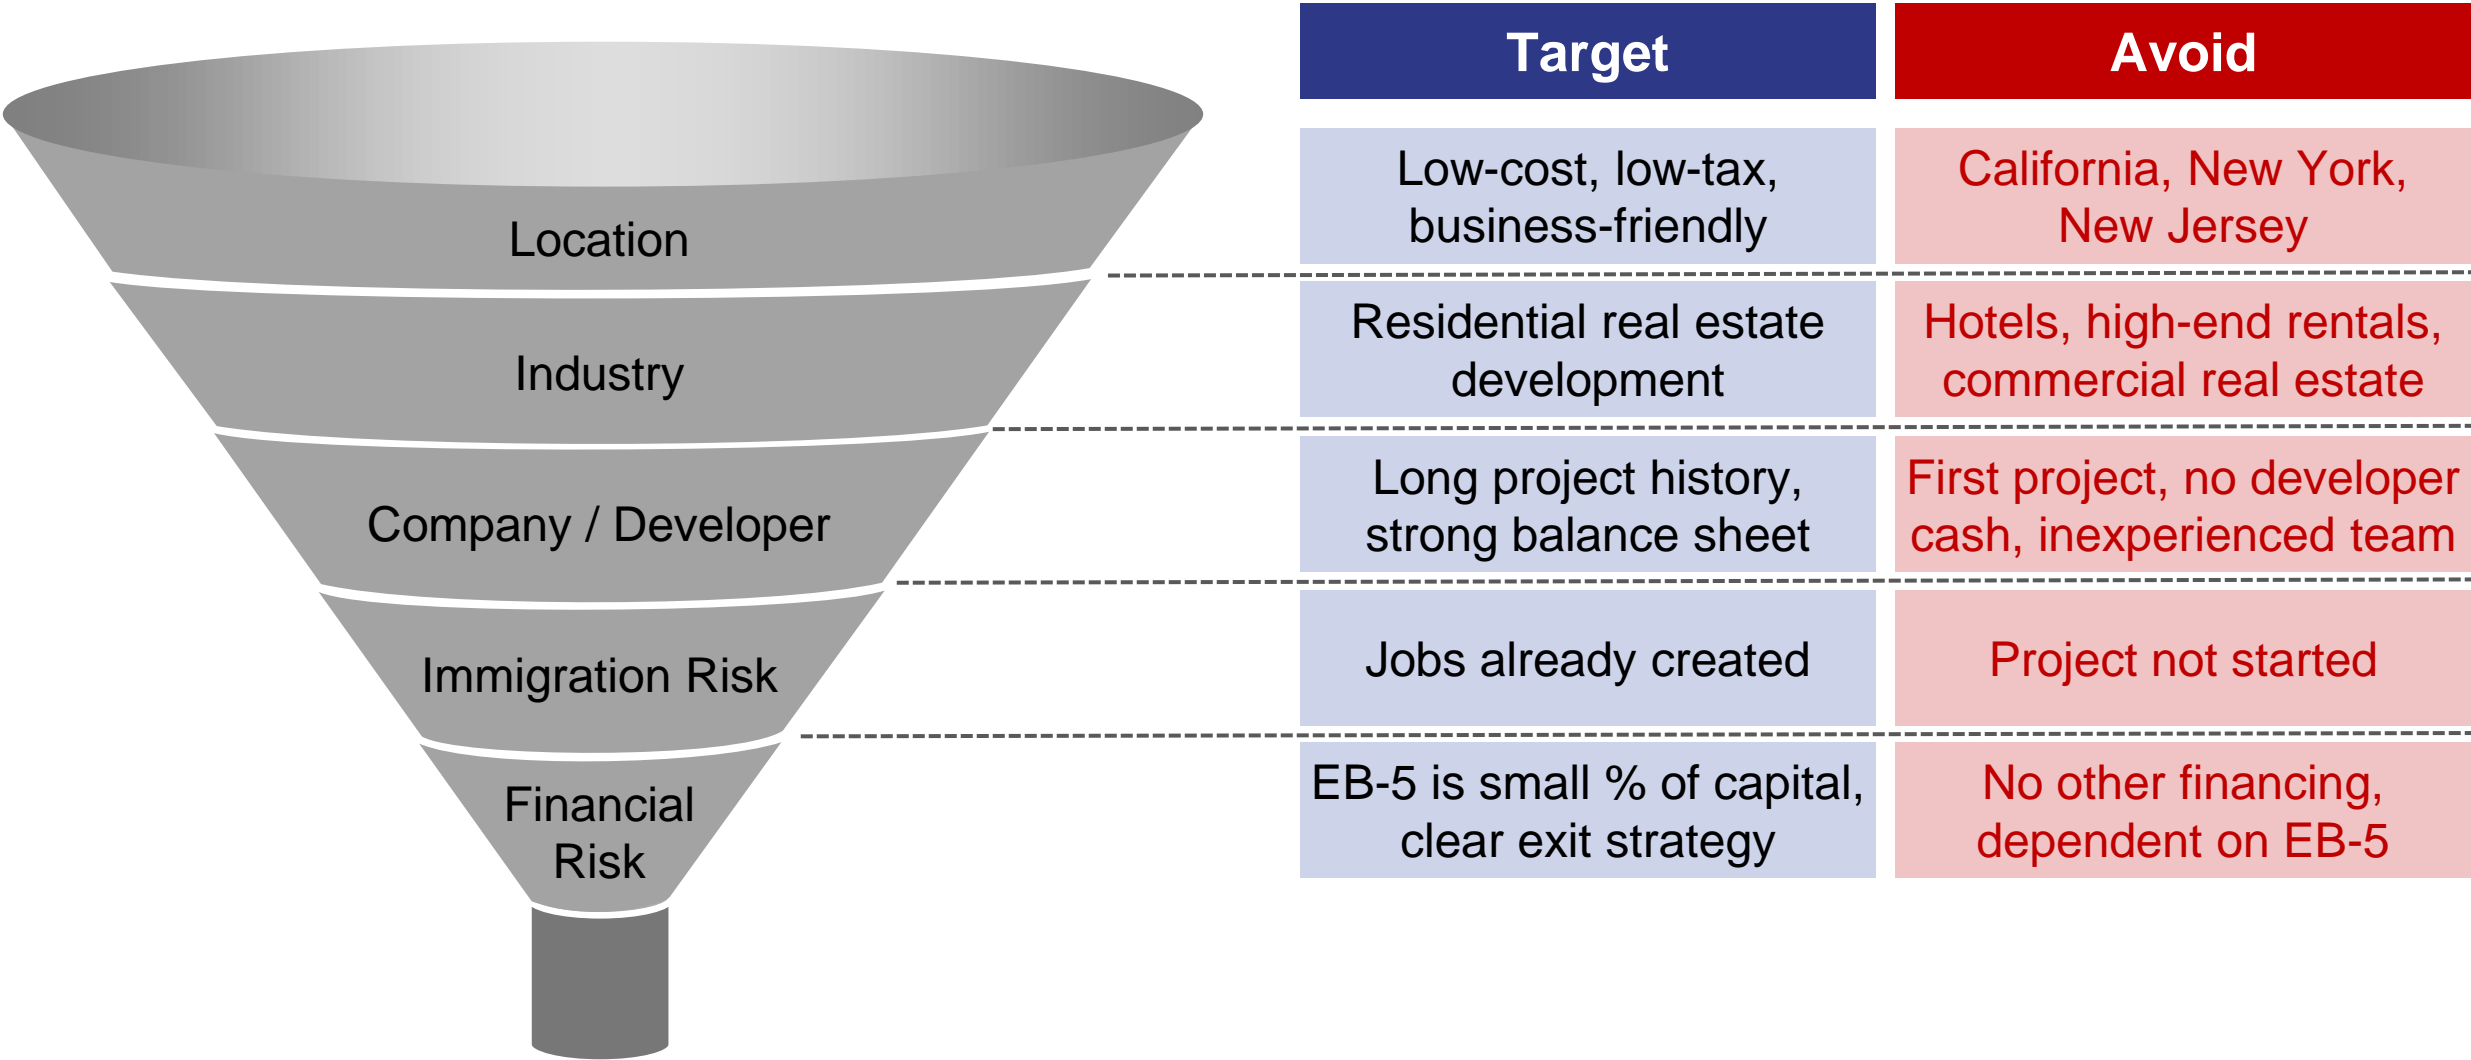 Target
Avoid
Location
Low-cost, low-tax,
business-friendly
California, New York,
New Jersey
Industry
Residential real estate
development
Hotels, high-end rentals,
commercial real estate
Company / Developer
Long project history,
strong balance sheet
First project, no developer
cash, inexperienced team
Immigration Risk
Jobs already created
Project not started
Financial
Risk
EB-5 is small % of capital,
clear exit strategy
No other financing,
dependent on EB-5